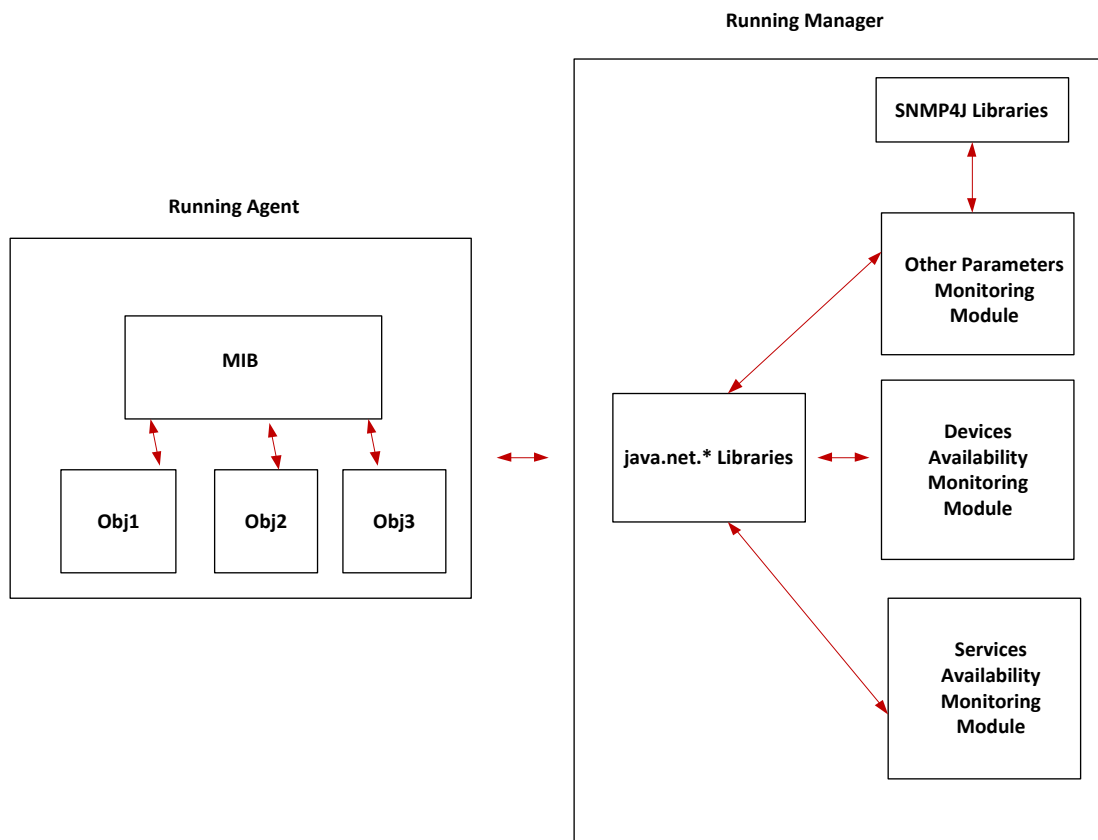 Running Manager
SNMP4J Libraries
Running Agent
Other Parameters
Monitoring
Module
MIB
java.net.* Libraries
Devices
Availability
Monitoring
Module
Obj1
Obj2
Obj3
Services
Availability
Monitoring
Module